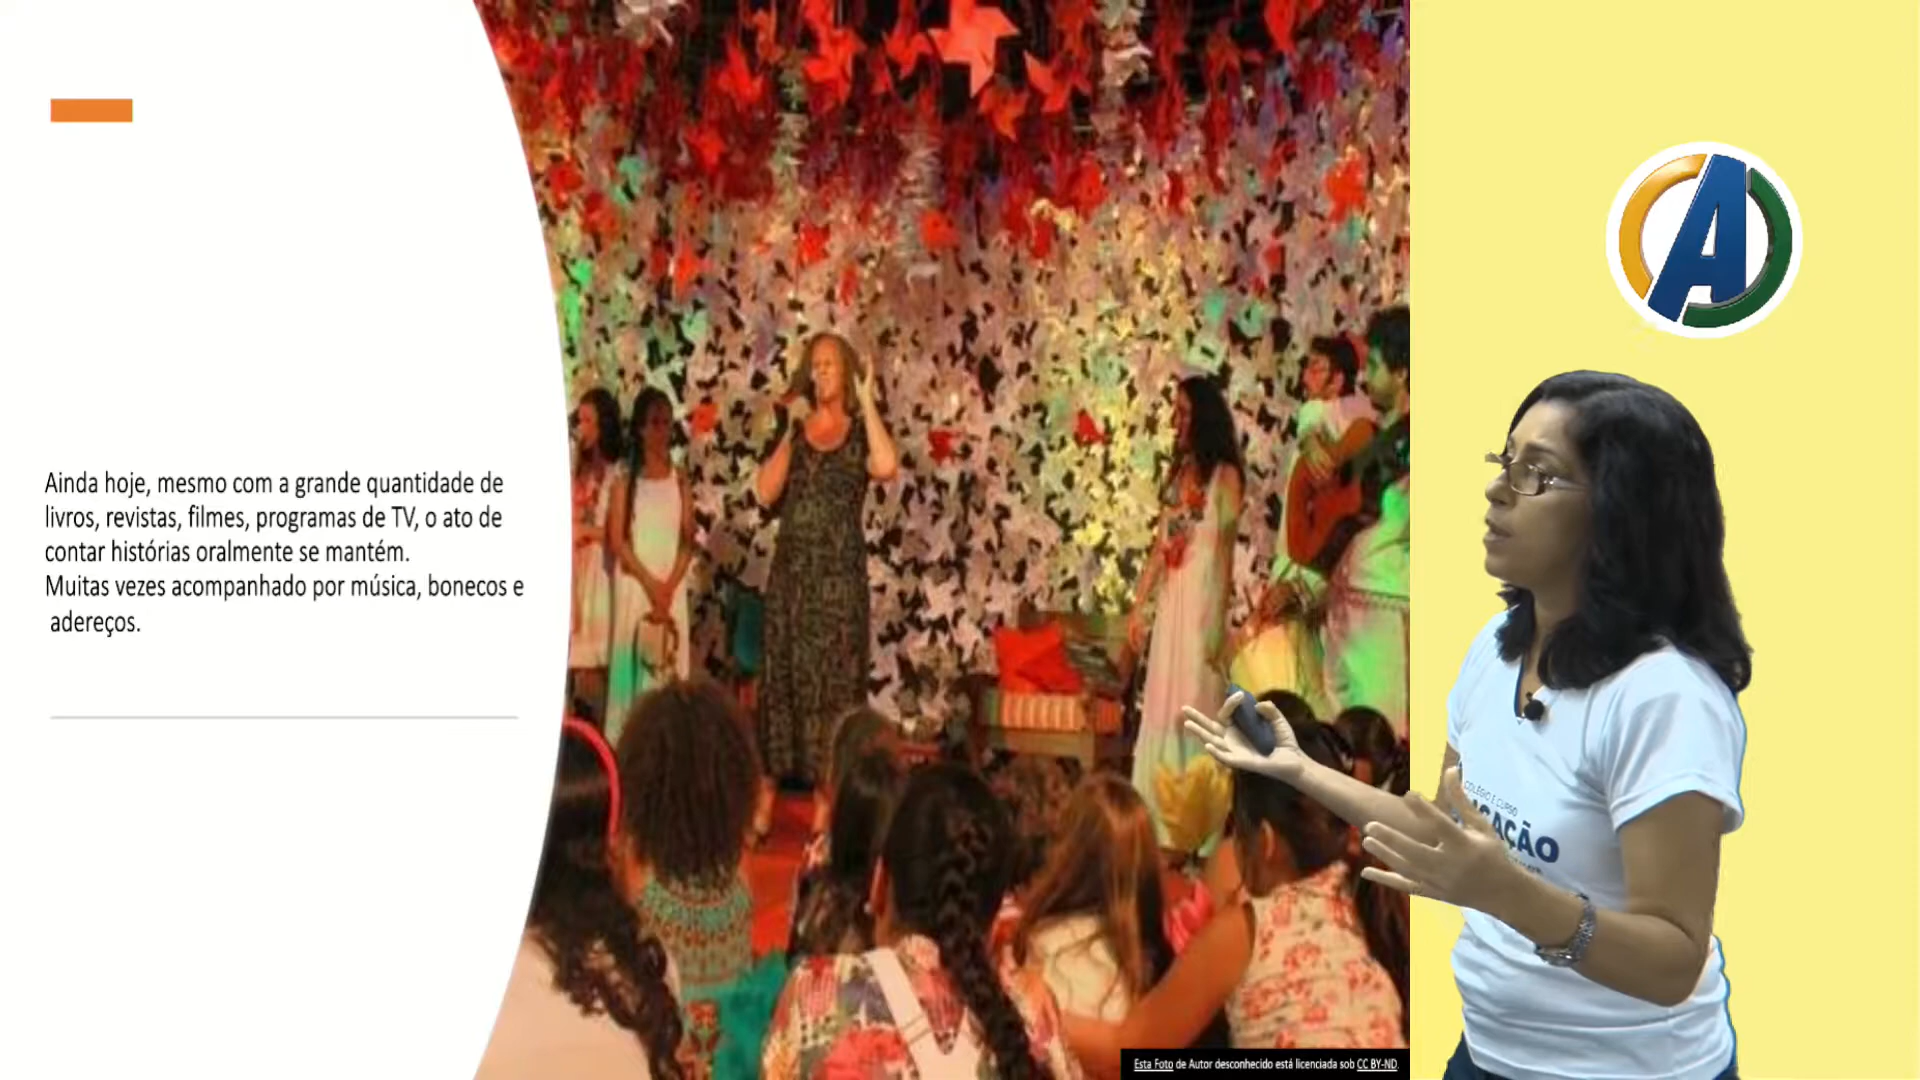 Ainda hoje, mesmo com a grande quantidade de
livros, revistas, filmes, programas de TV, o ato de
contar histórias oralmente se mantém.
Muitas vezes acompanhado por música, bonecos e
adereços.
A
COLÉGIO E CURSO
Esta Foto de Autor desconhecido está licenciada sob CC BY-ND.